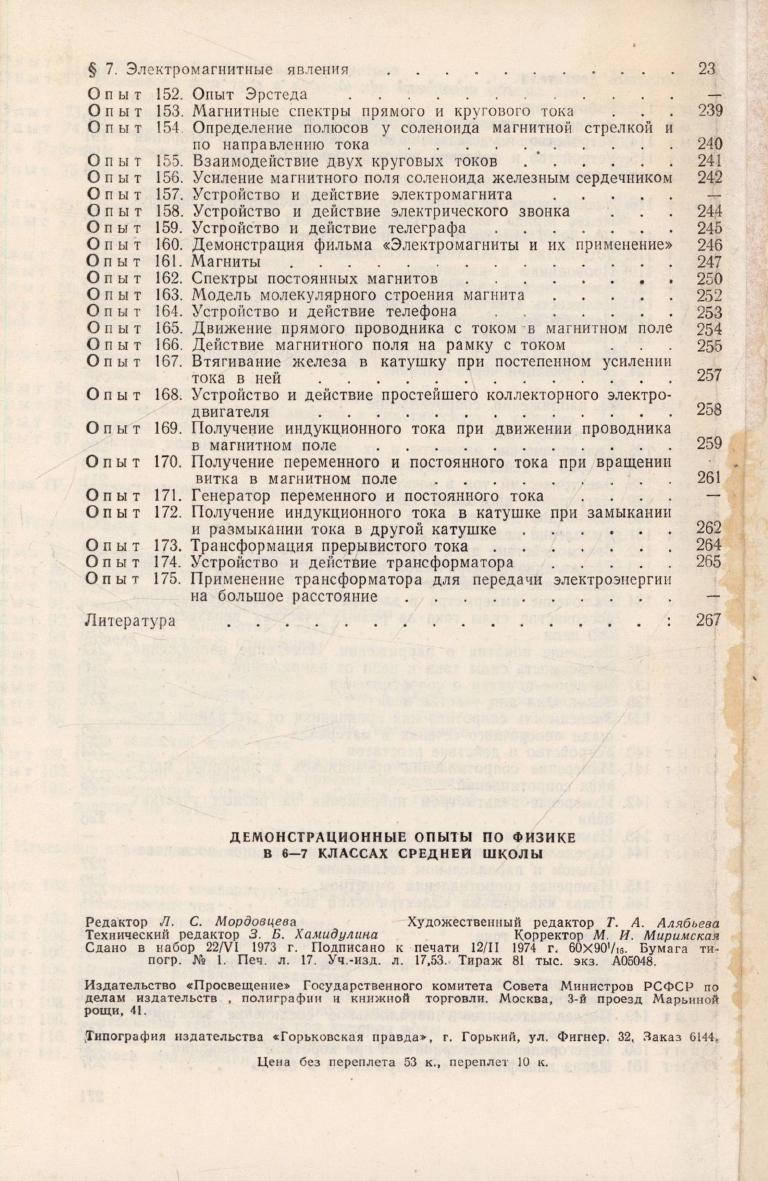 § 7. Электромагнитные явления . . . . . . . . . . . . 23
Опыт 152. Опыт Эрстеда . . . . . . . . . . . —
Опыт 153. Магнитные спектры прямого и кругового тока . . . 239
Опыт 154. Определение полюсов у соленоида магнитной стрелкой и
по направлению тока . . . . . . . . . . 240
Опыт 155. Взаимодействие двух круговых токов . . . . . . 241
Опыт 156. Усиление магнитного поля соленоида железным сердечником 242
Опыт 157. Устройство и действие электромагнита . . . . . —
Опыт 158. Устройство и действие электрического звонка . . . 244
Опыт 159. Устройство и действие телеграфа . . . . . . . 245
Опыт 160. Демонстрация фильма «Электромагниты и их применение» 246
Опыт 161. Магниты . . . . . . . . . . . . . 247
Опыт 162. Спектры постоянных магнитов . . . . . . . . 250
Опыт 163. Модель молекулярного строения магнита . . . . . 252
Опыт 164. Устройство и действие телефона . . . . . . . 253
Опыт 165. Движение прямого проводника с током в магнитном поле 254
Опыт 166. Действие магнитного поля на рамку с током . . . 255
Опыт 167. Втягивание железа в катушку при постепенном усилении
тока в ней . . . . . . . . . . . . 257
Опыт 168. Устройство и действие простейшего коллекторного электро-
двигателя . . . . . . . . . . . . 258
Опыт 169. Получение индукционного тока при движении проводника
в магнитном поле . . . . . . . . . . 259
Опыт 170. Получение переменного и постоянного тока при вращении
витка в магнитном поле . . . . . . . . 261
Опыт 171. Генератор переменного и постоянного тока . . . . —
Опыт 172. Получение индукционного тока в катушке при замыкании
и размыкании тока в другой катушке . . . . . . 262
Опыт 173. Трансформация прерывистого тока . . . . . . . 264
Опыт 174. Устройство и действие трансформатора . . . . . 265
Опыт 175. Применение трансформатора для передачи электроэнергии
на большое расстояние . . . . . . . . . —
Литература . . . . . . . . . . . . . . . : 267
ДЕМОНСТРАЦИОННЫЕ ОПЫТЫ ПО ФИЗИКЕ
В 6—7 КЛАССАХ СРЕДНЕЙ ШКОЛЫ
Редактор Л. С. Мордовцева Художественный редактор Т. А. Алябьева
Технический редактор З. Б. Хамидулина Корректор М. И. Миримская
Сдано в набор 22/VI 1973 г. Подписано к печати 12/II 1974 г. 60×90¹/₁₆. Бумага ти-
погр. № 1. Печ. л. 17. Уч.-изд. л. 17,53. Тираж 81 тыс. экз. А05048.
Издательство «Просвещение» Государственного комитета Совета Министров РСФСР по
делам издательств , полиграфии и книжной торговли. Москва, 3-й проезд Марьиной
рощи, 41.
Типография издательства «Горьковская правда», г. Горький, ул. Фигнер, 32, Заказ 6144.
Цена без переплета 53 к., переплет 10 к.